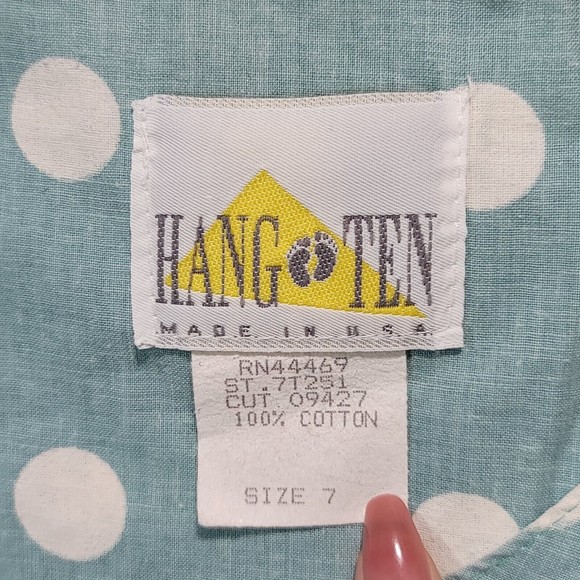 HANG TEN
MADE IN U.S.A.
RN44469
ST.7T251
CUT 09427
100% COTTON
SIZE 7